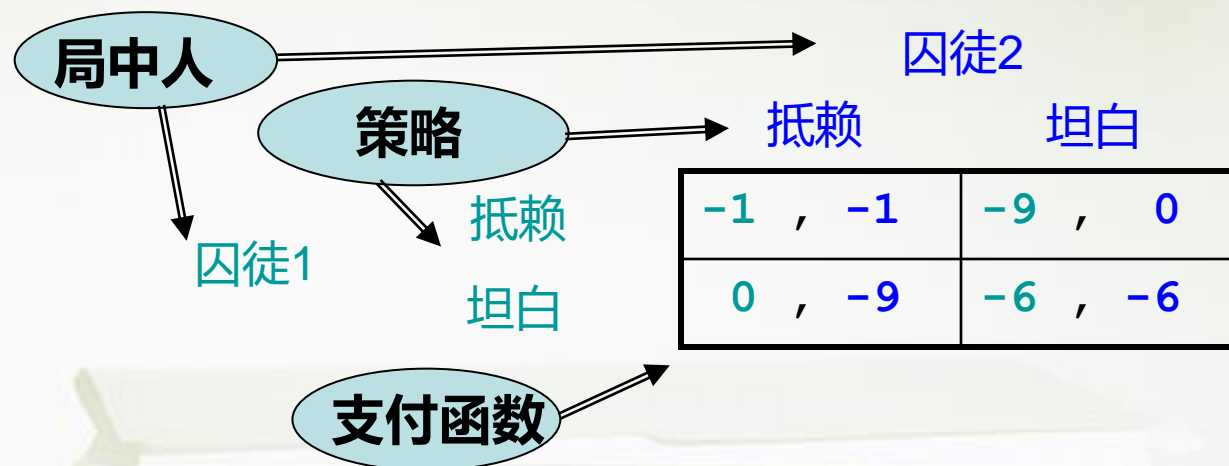 局中人
囚徒2
策略
抵赖 坦白
抵赖
-1 , -1 -9 , 0
囚徒1
坦白
0 , -9 -6 , -6
支付函数